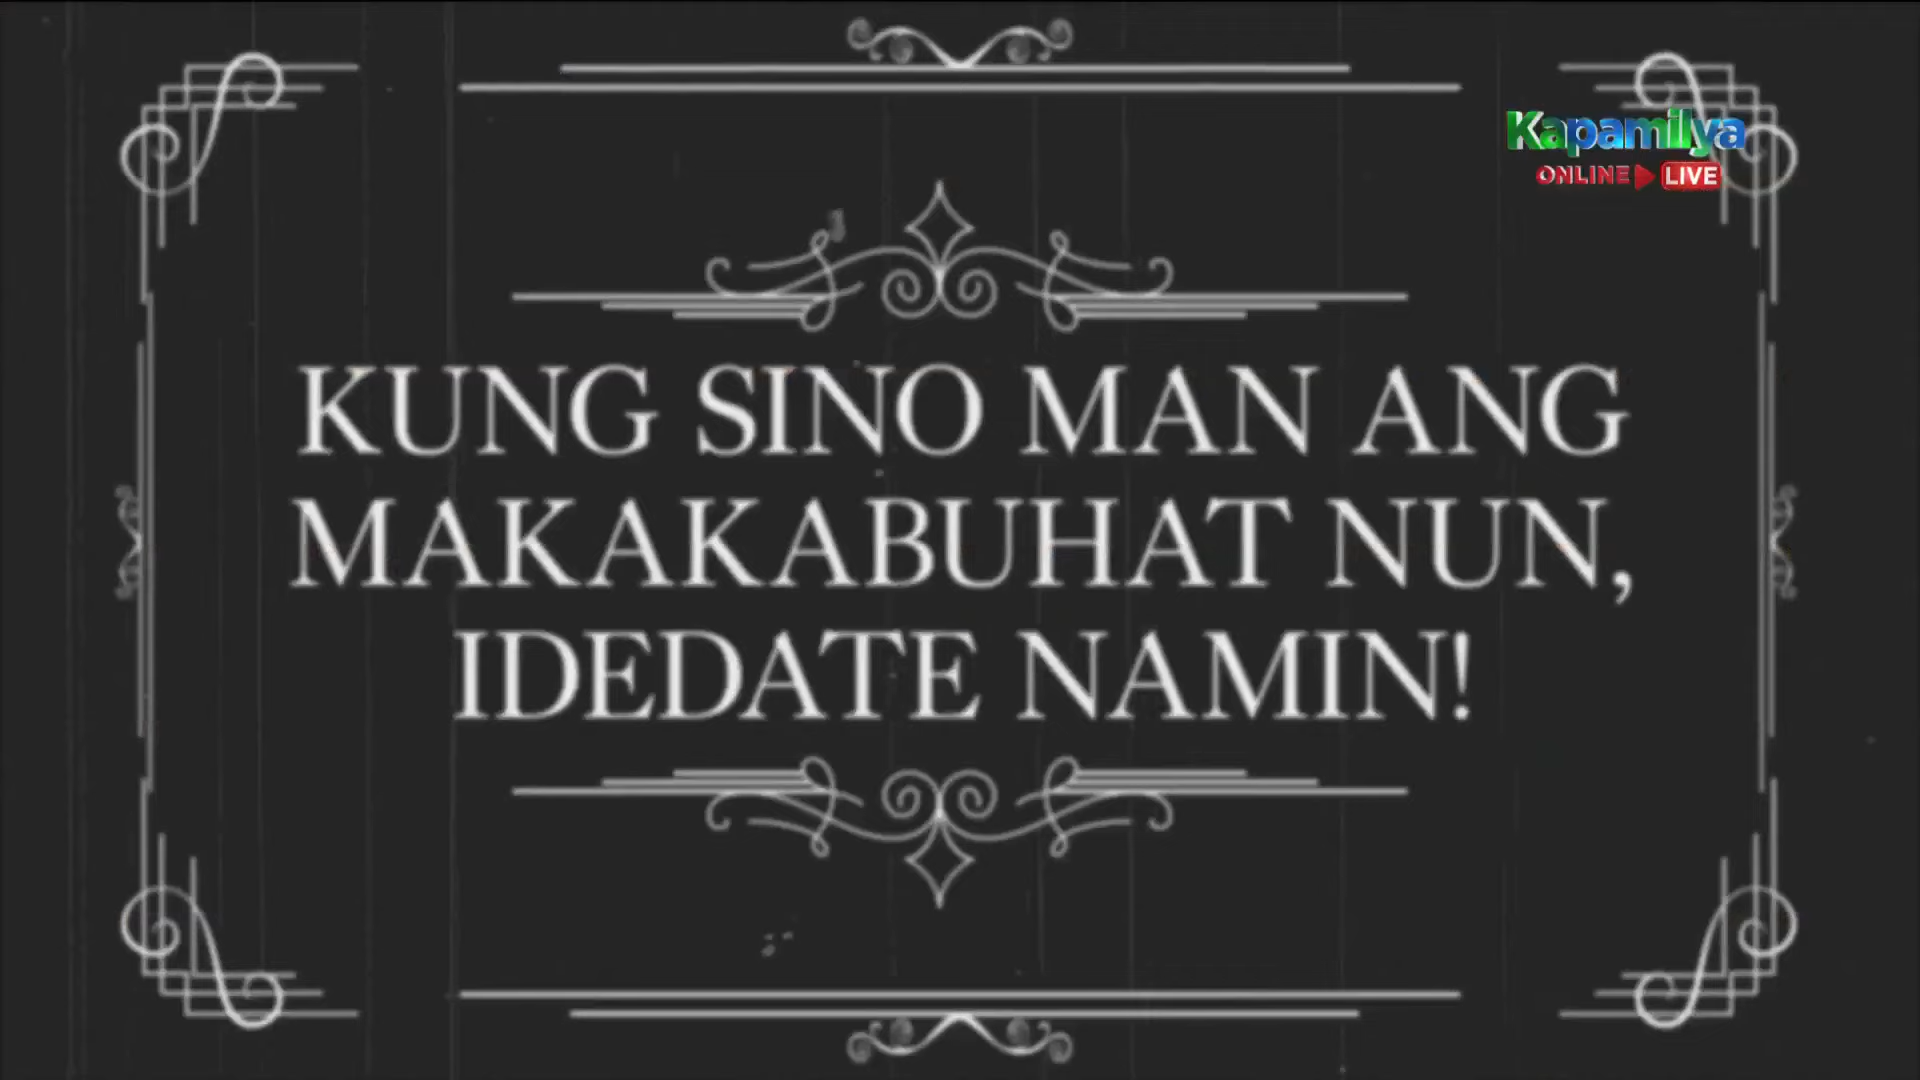 Kapamilya
ONLINE LIVE
KUNG SINO MAN ANG
MAKAKABUHAT NUN,
IDEDATE NAMIN!